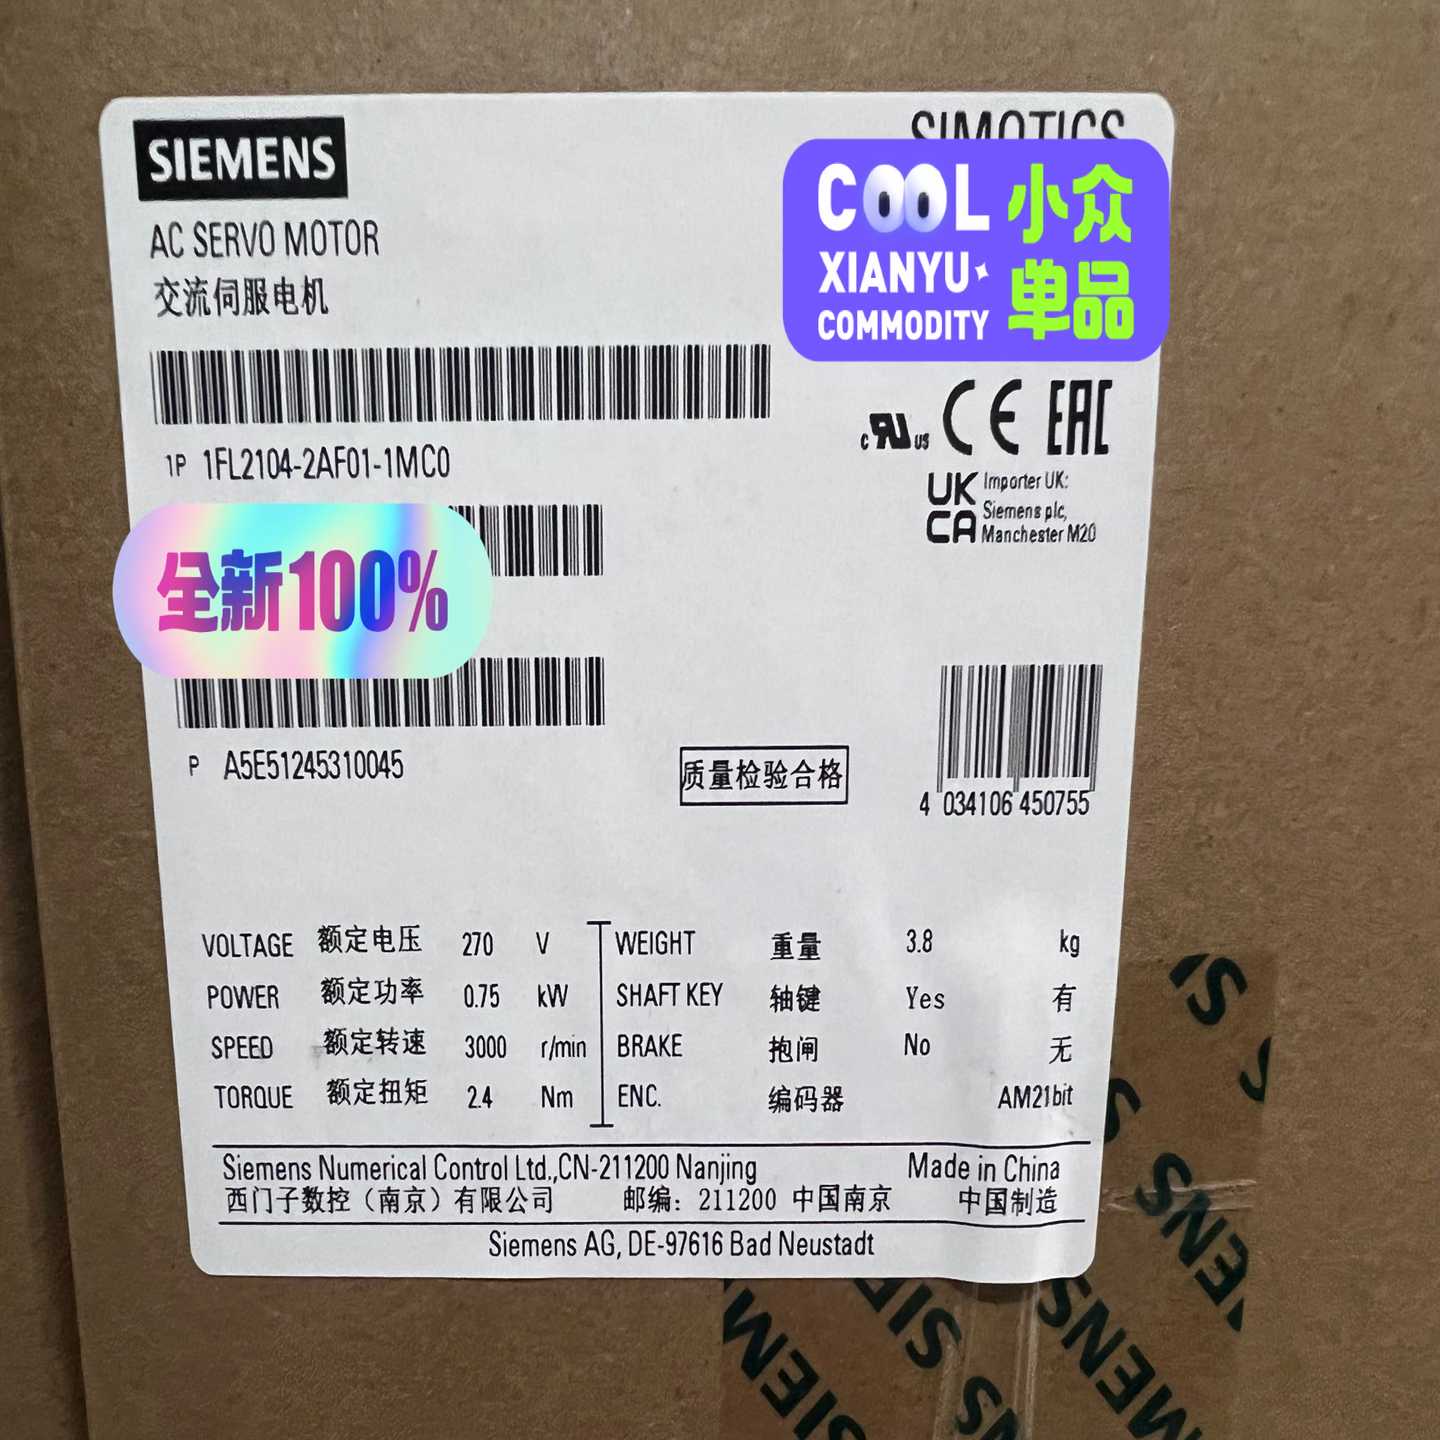 SIEMENS
SIMOTICS
AC SERVO MOTOR
交流伺服电机
COOL 小众
XIANYU 单品
COMMODITY
1P 1FL2104-2AF01-1MC0
c RU US CE EAC
UK CA
Importer UK:
Siemens plc,
Manchester M20
全新100%
P A5E51245310045
质量检验合格
4 034106 450755
VOLTAGE 额定电压 270 V WEIGHT 重量 3.8 kg
POWER 额定功率 0.75 kW SHAFT KEY 轴键 Yes 有
SPEED 额定转速 3000 r/min BRAKE 抱闸 No 无
TORQUE 额定扭矩 2.4 Nm ENC. 编码器 AM21bit
Siemens Numerical Control Ltd.,CN-211200 Nanjing Made in China
西门子数控（南京）有限公司 邮编：211200 中国南京 中国制造
Siemens AG, DE-97616 Bad Neustadt